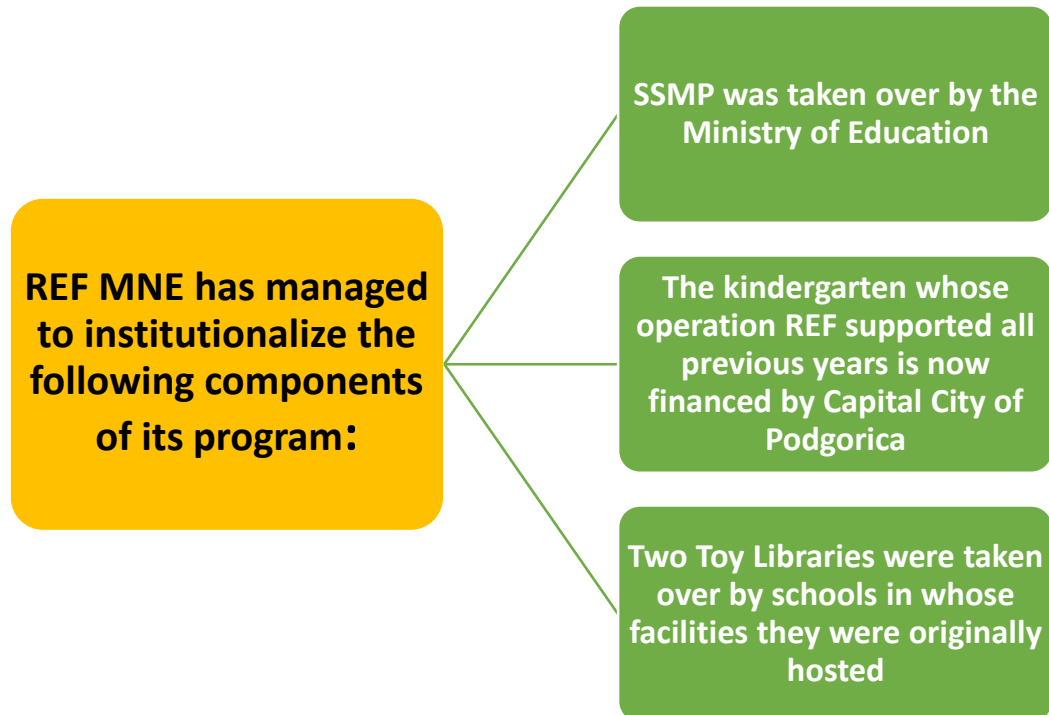 REF MNE has managed
to institutionalize the
following components
of its program:
SSMP was taken over by the
Ministry of Education
The kindergarten whose
operation REF supported all
previous years is now
financed by Capital City of
Podgorica
Two Toy Libraries were taken
over by schools in whose
facilities they were originally
hosted